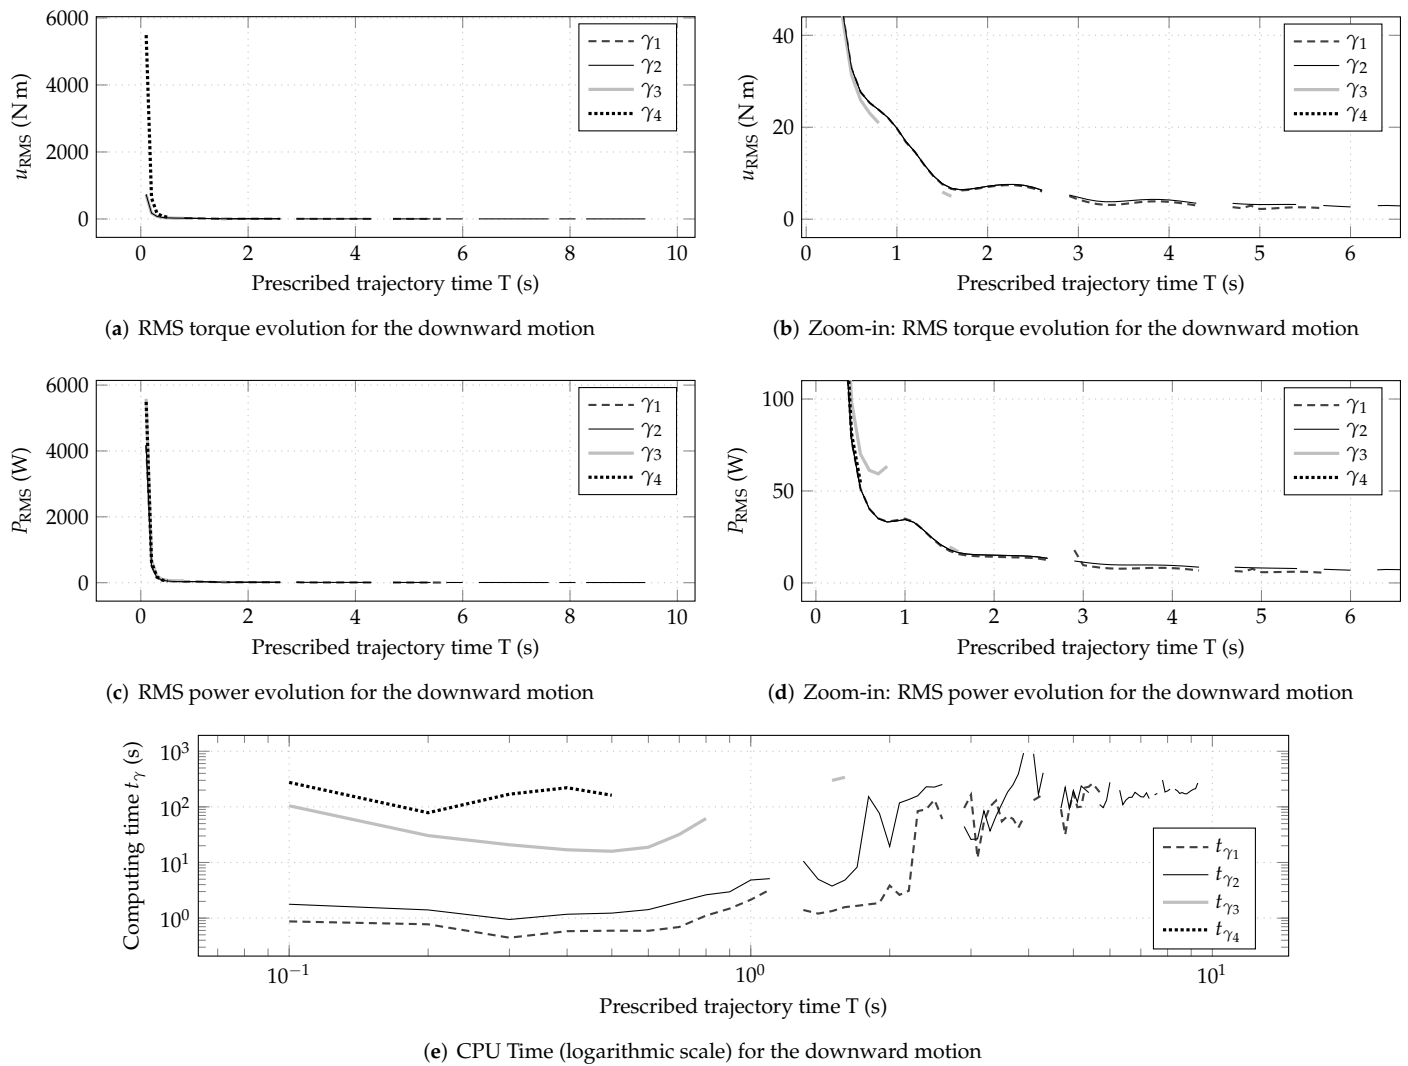 6000
4000
2000
0
u_RMS (N m)
γ1
γ2
γ3
γ4
0 2 4 6 8 10
Prescribed trajectory time T (s)
(a) RMS torque evolution for the downward motion
40
20
0
u_RMS (N m)
γ1
γ2
γ3
γ4
0 1 2 3 4 5 6
Prescribed trajectory time T (s)
(b) Zoom-in: RMS torque evolution for the downward motion
6000
4000
2000
0
P_RMS (W)
γ1
γ2
γ3
γ4
0 2 4 6 8 10
Prescribed trajectory time T (s)
(c) RMS power evolution for the downward motion
100
50
0
P_RMS (W)
γ1
γ2
γ3
γ4
0 1 2 3 4 5 6
Prescribed trajectory time T (s)
(d) Zoom-in: RMS power evolution for the downward motion
10^3
10^2
10^1
10^0
Computing time t_γ (s)
t_γ1
t_γ2
t_γ3
t_γ4
10^−1 10^0 10^1
Prescribed trajectory time T (s)
(e) CPU Time (logarithmic scale) for the downward motion